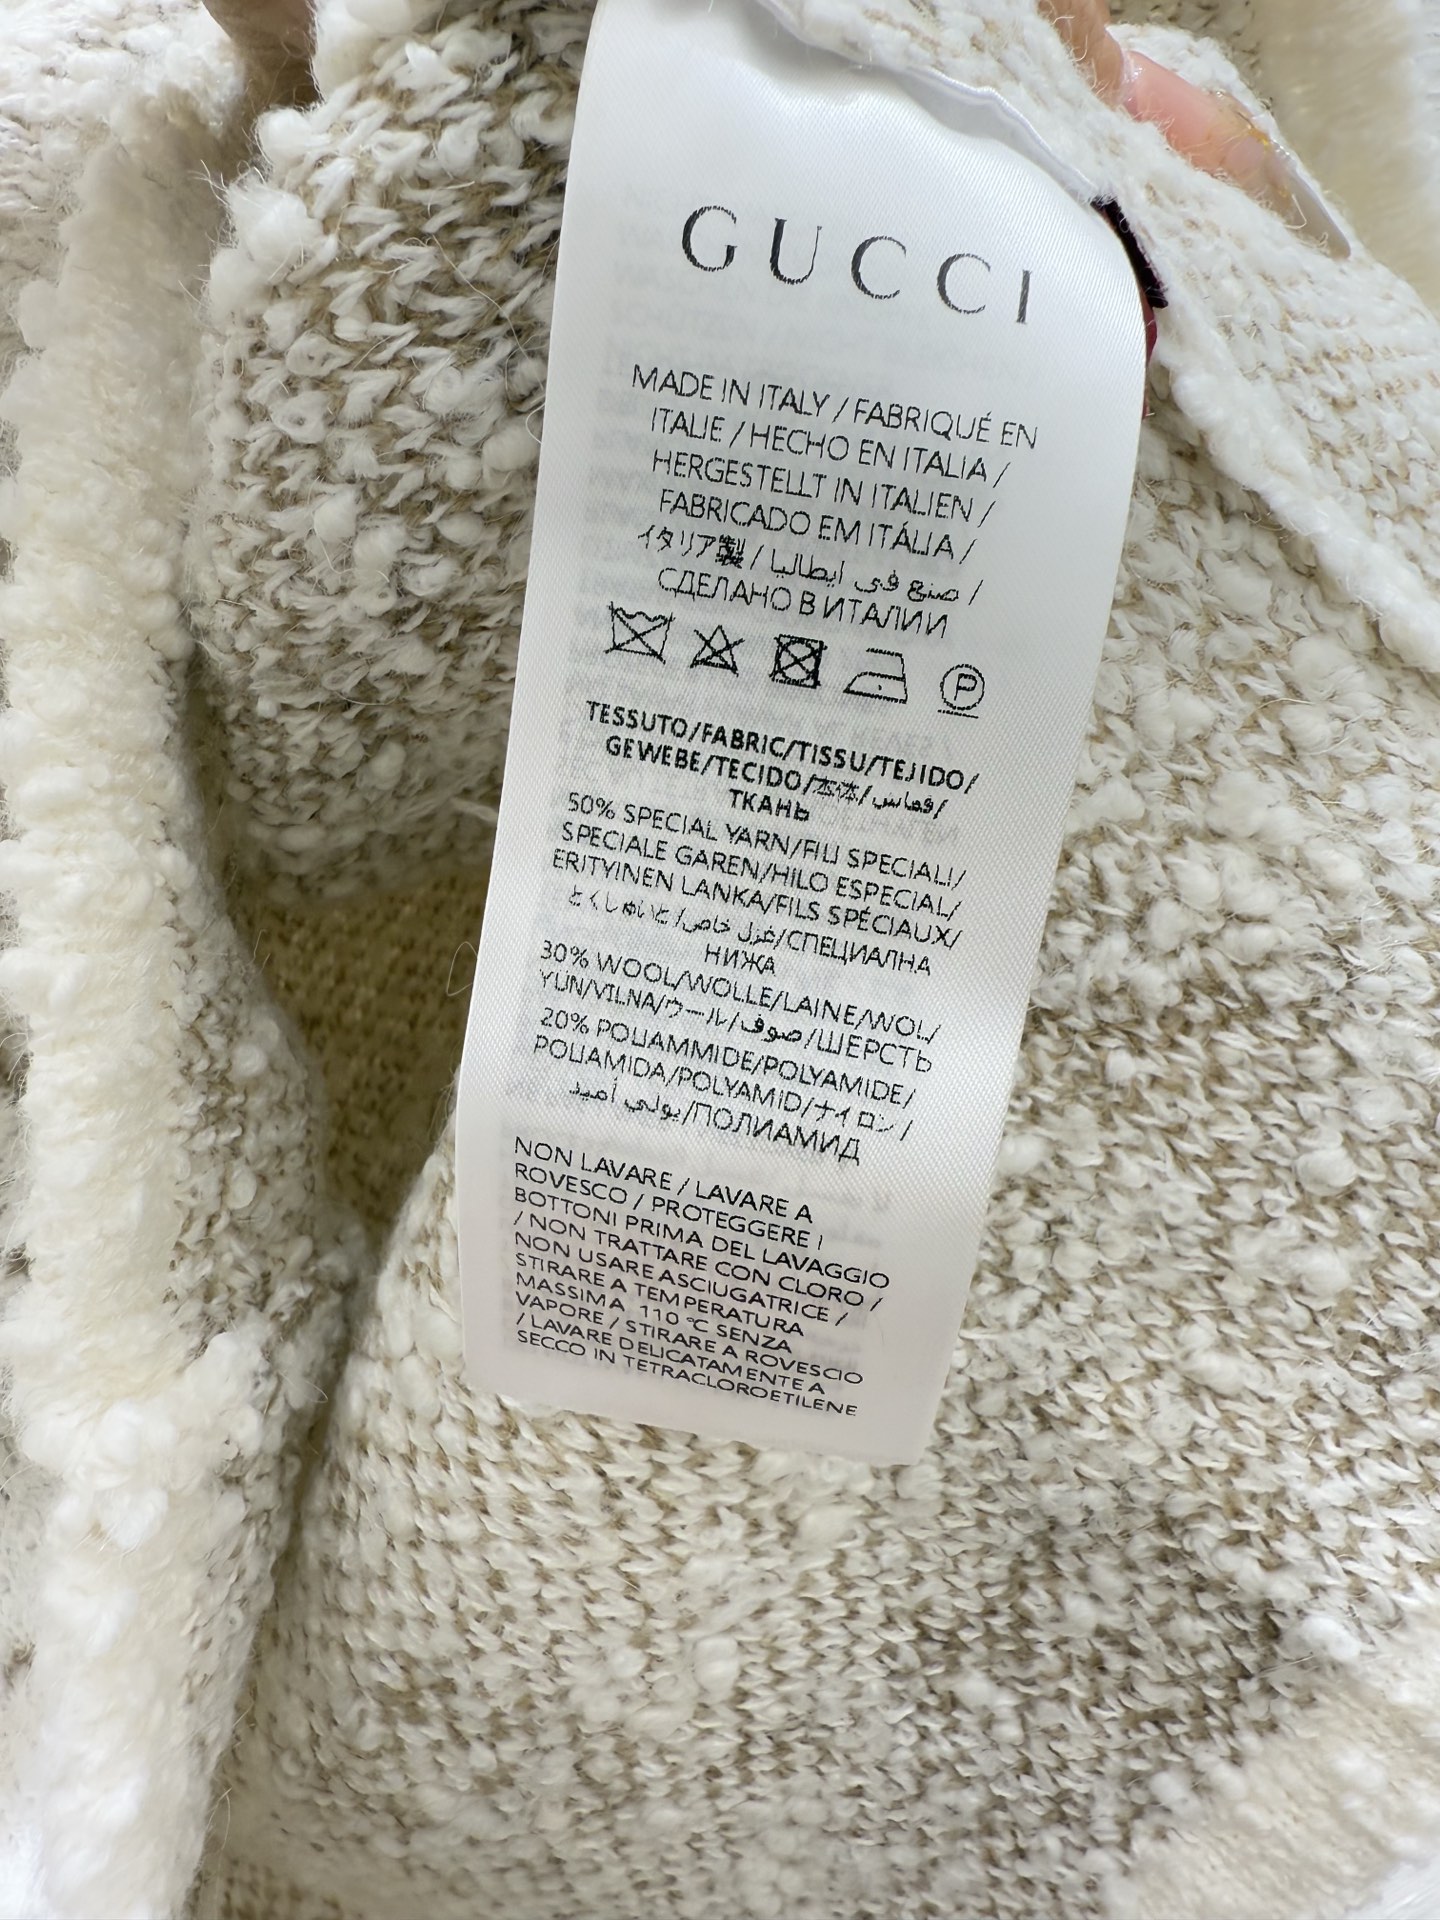 GUCCI
MADE IN ITALY / FABRIQUÉ EN
ITALIE / HECHO EN ITALIA /
HERGESTELLT IN ITALIEN /
FABRICADO EM ITÁLIA /
イタリア製 / صنع في ايطاليا /
СДЕЛАНО В ИТАЛИИ
P
TESSUTO/FABRIC/TISSU/TEJIDO/
GEWEBE/TECIDO/本体/قماس/
ТКАНЬ
50% SPECIAL YARN/FILI SPECIALI/
SPECIALE GAREN/HILO ESPECIAL/
ERITYINEN LANKA/FILS SPÉCIAUX/
とくしゅいと/غزل خاص/СПЕЦИАЛНА
НИЖА
30% WOOL/WOLLE/LAINE/WOL/
YUN/VILNA/ウール/صوف/ШЕРСТЬ
20% POLIAMMIDE/POLYAMIDE/
POLIAMIDA/POLYAMID/ナイロン/
بولي أميد/ПОЛИАМИД
NON LAVARE / LAVARE A
ROVESCO / PROTEGGERE I
BOTTONI PRIMA DEL LAVAGGIO
/ NON TRATTARE CON CLORO /
NON USARE ASCIUGATRICE /
STIRARE A TEMPERATURA
MASSIMA 110 °C SENZA
VAPORE / STIRARE A ROVESCIO
/ LAVARE DELICATAMENTE A
SECCO IN TETRACLOROETILENE